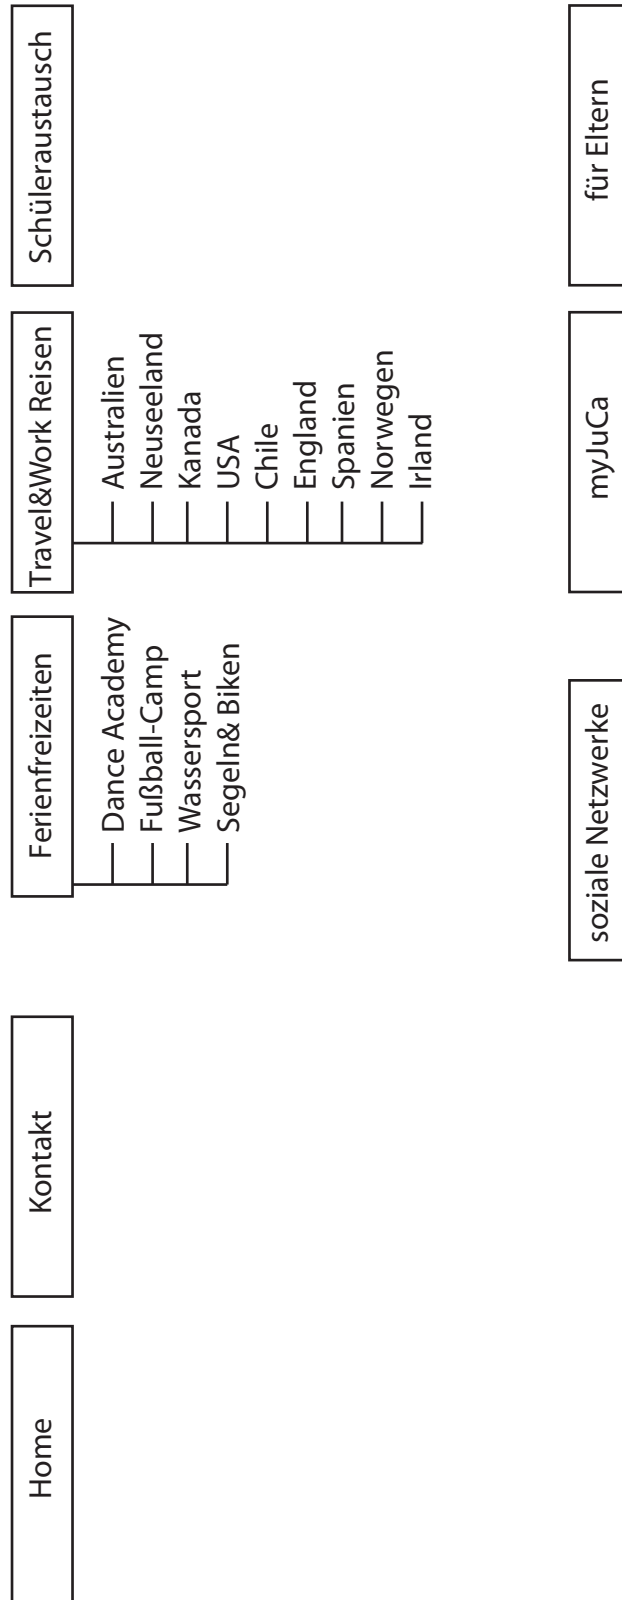 Home
Kontakt
Ferienfreizeiten
Dance Academy
Fußball-Camp
Wassersport
Segeln& Biken
Travel&Work Reisen
Australien
Neuseeland
Kanada
USA
Chile
England
Spanien
Norwegen
Irland
Schüleraustausch
soziale Netzwerke
myJuCa
für Eltern